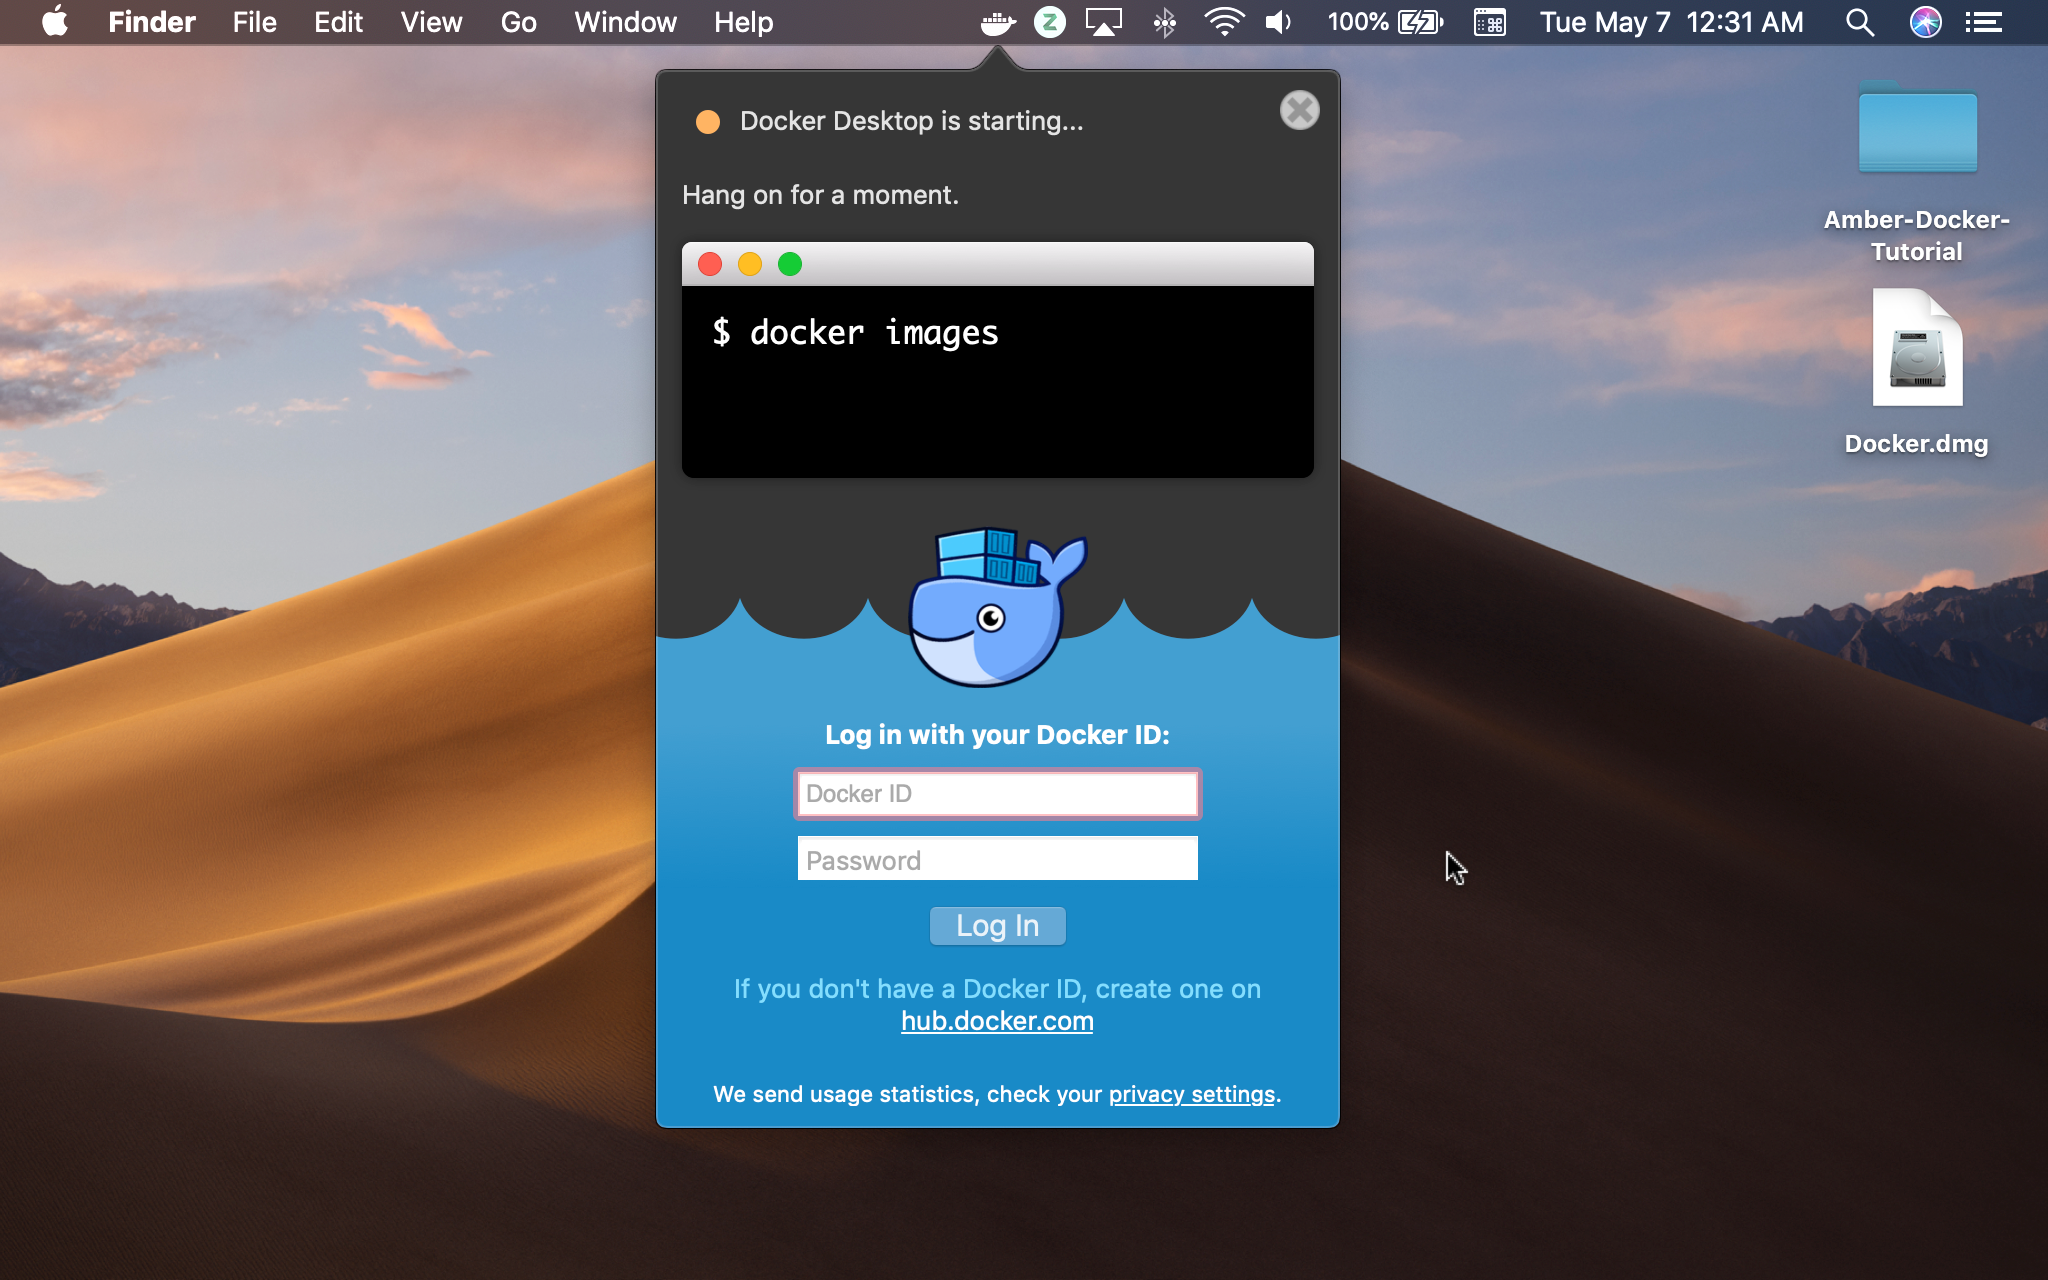 Finder File Edit View Go Window Help Z 100% Tue May 7 12:31 AM
Docker Desktop is starting...
Hang on for a moment.
$ docker images
Log in with your Docker ID:
Docker ID
Password
Log In
If you don't have a Docker ID, create one on
hub.docker.com
We send usage statistics, check your privacy settings.
Amber-Docker-
Tutorial
Docker.dmg